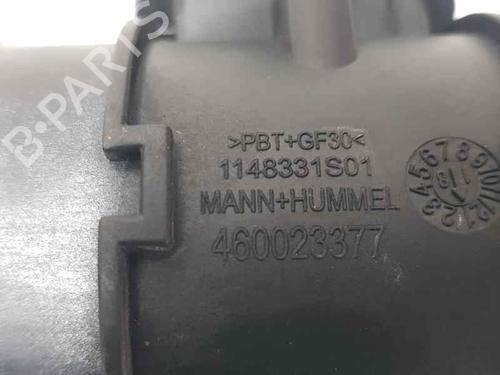 B-PARTS
>PBT+GF30<
1148331S01
MANN+HUMMEL
460023377